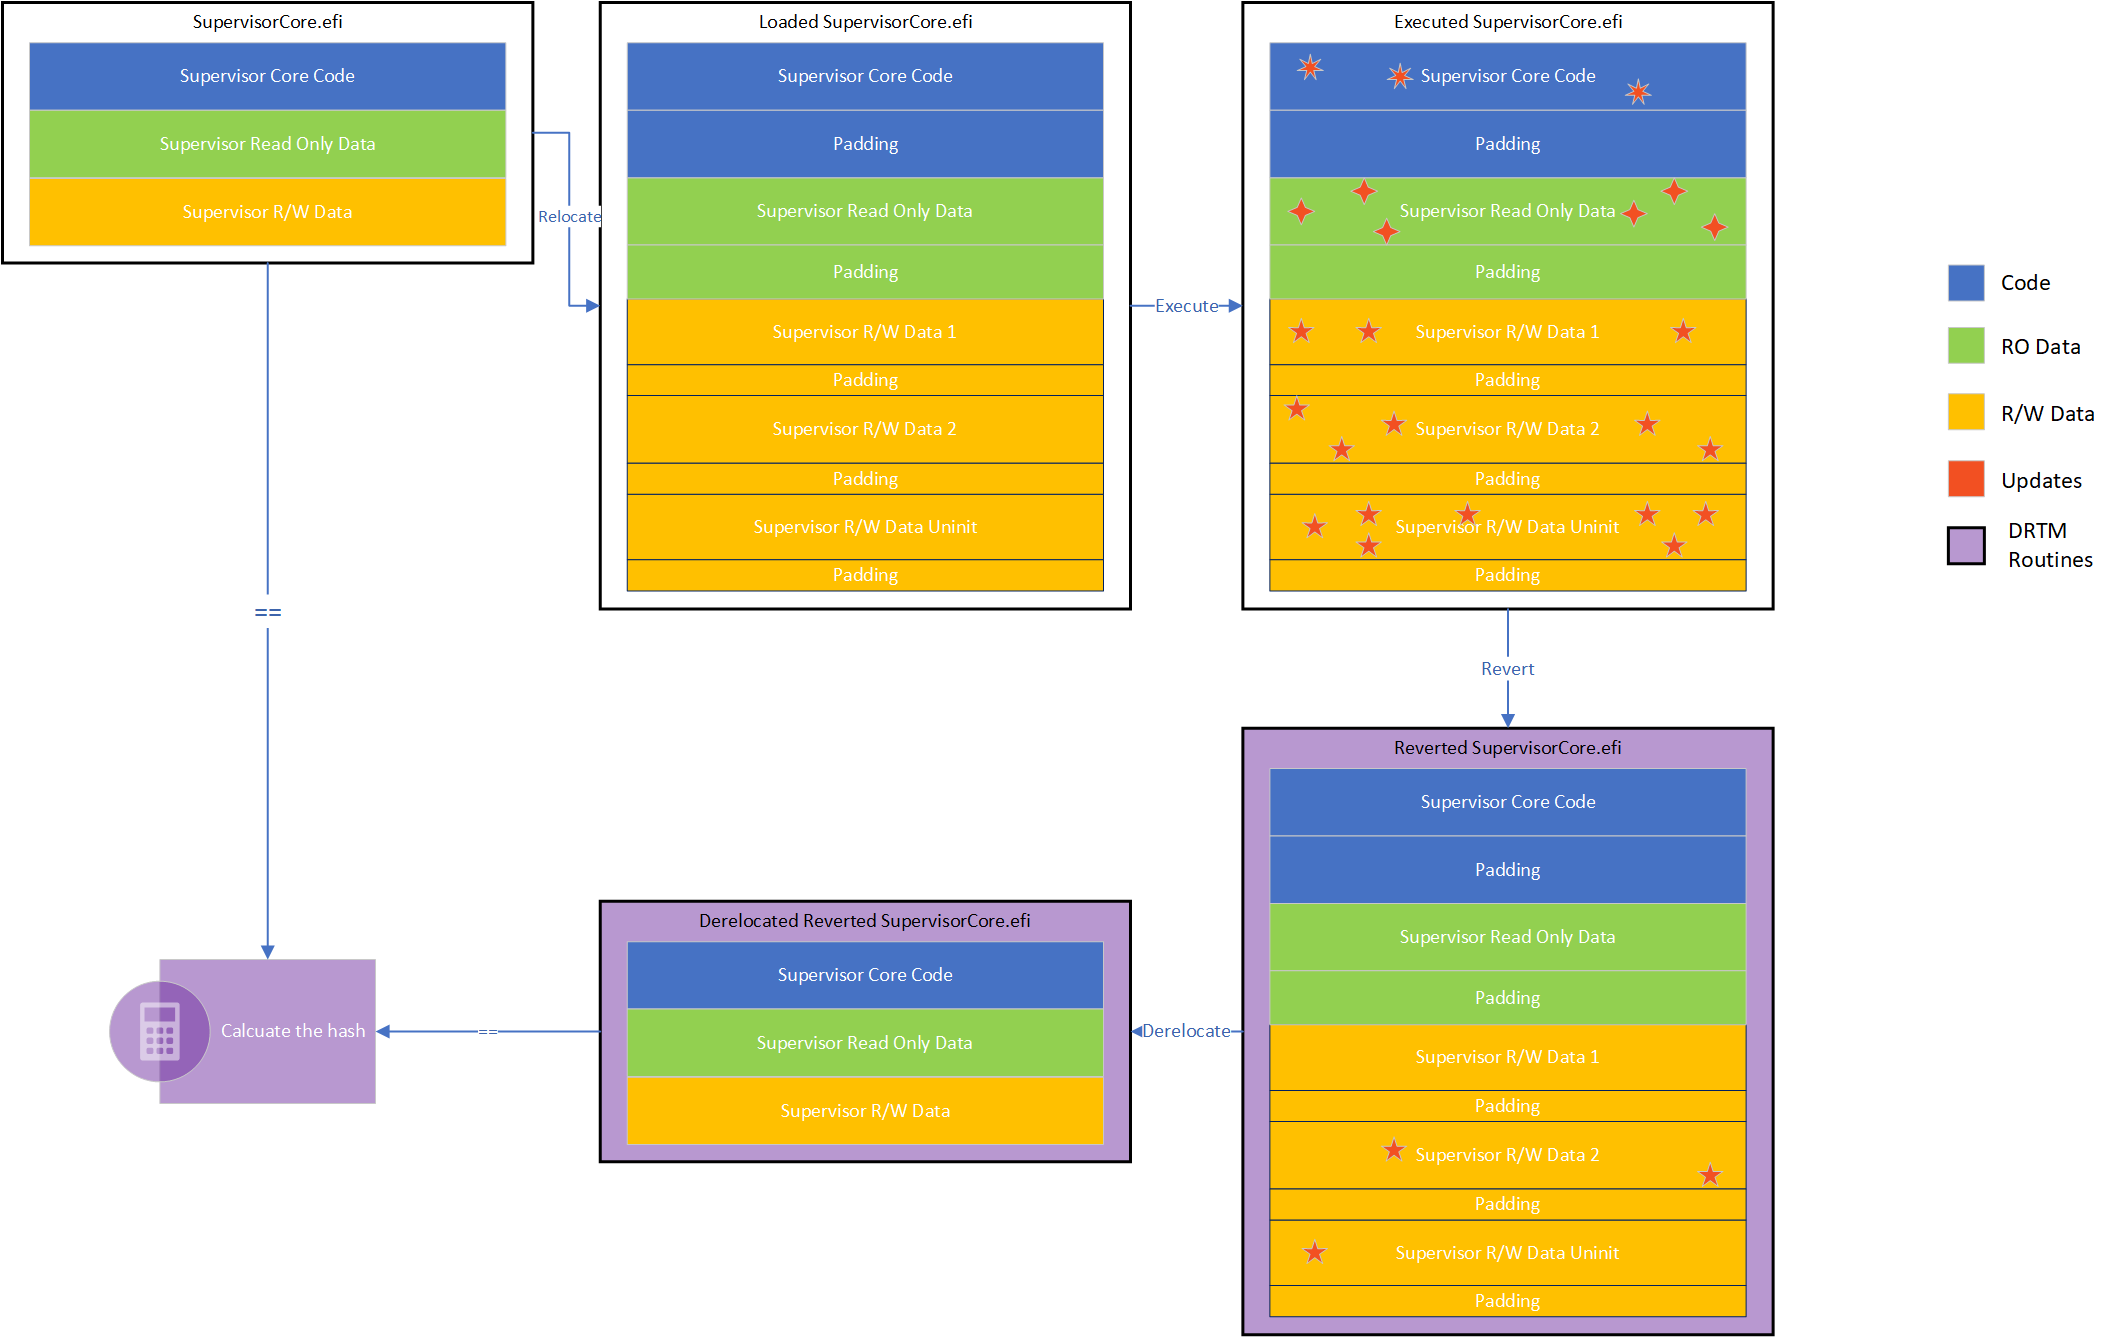 SupervisorCore.efi
Supervisor Core Code
Supervisor Read Only Data
Supervisor R/W Data
Relocate
Loaded SupervisorCore.efi
Supervisor Core Code
Padding
Supervisor Read Only Data
Padding
Supervisor R/W Data 1
Padding
Supervisor R/W Data 2
Padding
Supervisor R/W Data Uninit
Padding
Execute
Executed SupervisorCore.efi
Supervisor Core Code
Padding
Supervisor Read Only Data
Padding
Supervisor R/W Data 1
Padding
Supervisor R/W Data 2
Padding
Supervisor R/W Data Uninit
Padding
Code
RO Data
R/W Data
Updates
DRTM
Routines
Revert
Reverted SupervisorCore.efi
Supervisor Core Code
Padding
Supervisor Read Only Data
Padding
Supervisor R/W Data 1
Padding
Supervisor R/W Data 2
Padding
Supervisor R/W Data Uninit
Padding
Derelocate
Derelocated Reverted SupervisorCore.efi
Supervisor Core Code
Supervisor Read Only Data
Supervisor R/W Data
==
==
Calcuate the hash